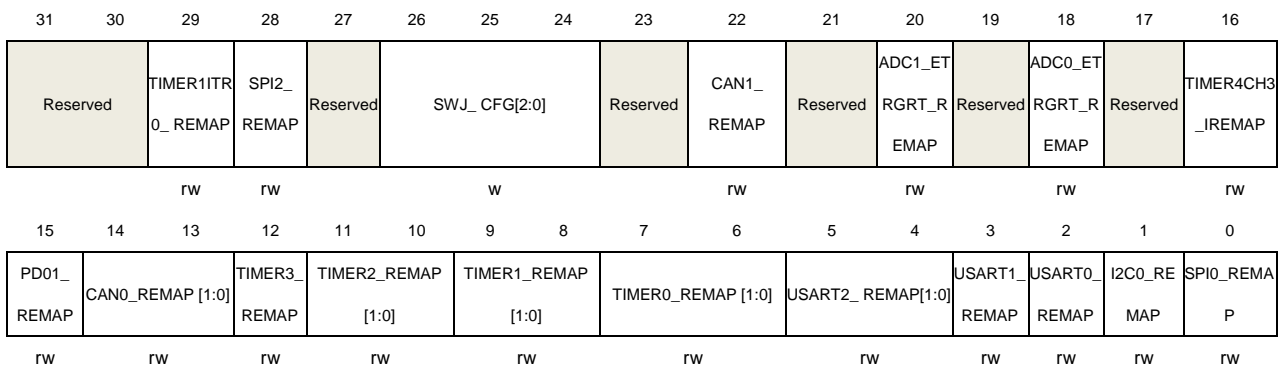 31 30 29 28 27 26 25 24 23 22 21 20 19 18 17 16
Reserved
TIMER1ITR
0_ REMAP
SPI2_
REMAP
Reserved
SWJ_ CFG[2:0]
Reserved
CAN1_
REMAP
Reserved
ADC1_ET
RGRT_R
EMAP
Reserved
ADC0_ET
RGRT_R
EMAP
Reserved
TIMER4CH3
_IREMAP
rw rw w rw rw rw rw
15 14 13 12 11 10 9 8 7 6 5 4 3 2 1 0
PD01_
REMAP
CAN0_REMAP [1:0]
TIMER3_
REMAP
TIMER2_REMAP
[1:0]
TIMER1_REMAP
[1:0]
TIMER0_REMAP [1:0]
USART2_ REMAP[1:0]
USART1_
REMAP
USART0_
REMAP
I2C0_RE
MAP
SPI0_REMA
P
rw rw rw rw rw rw rw rw rw rw rw